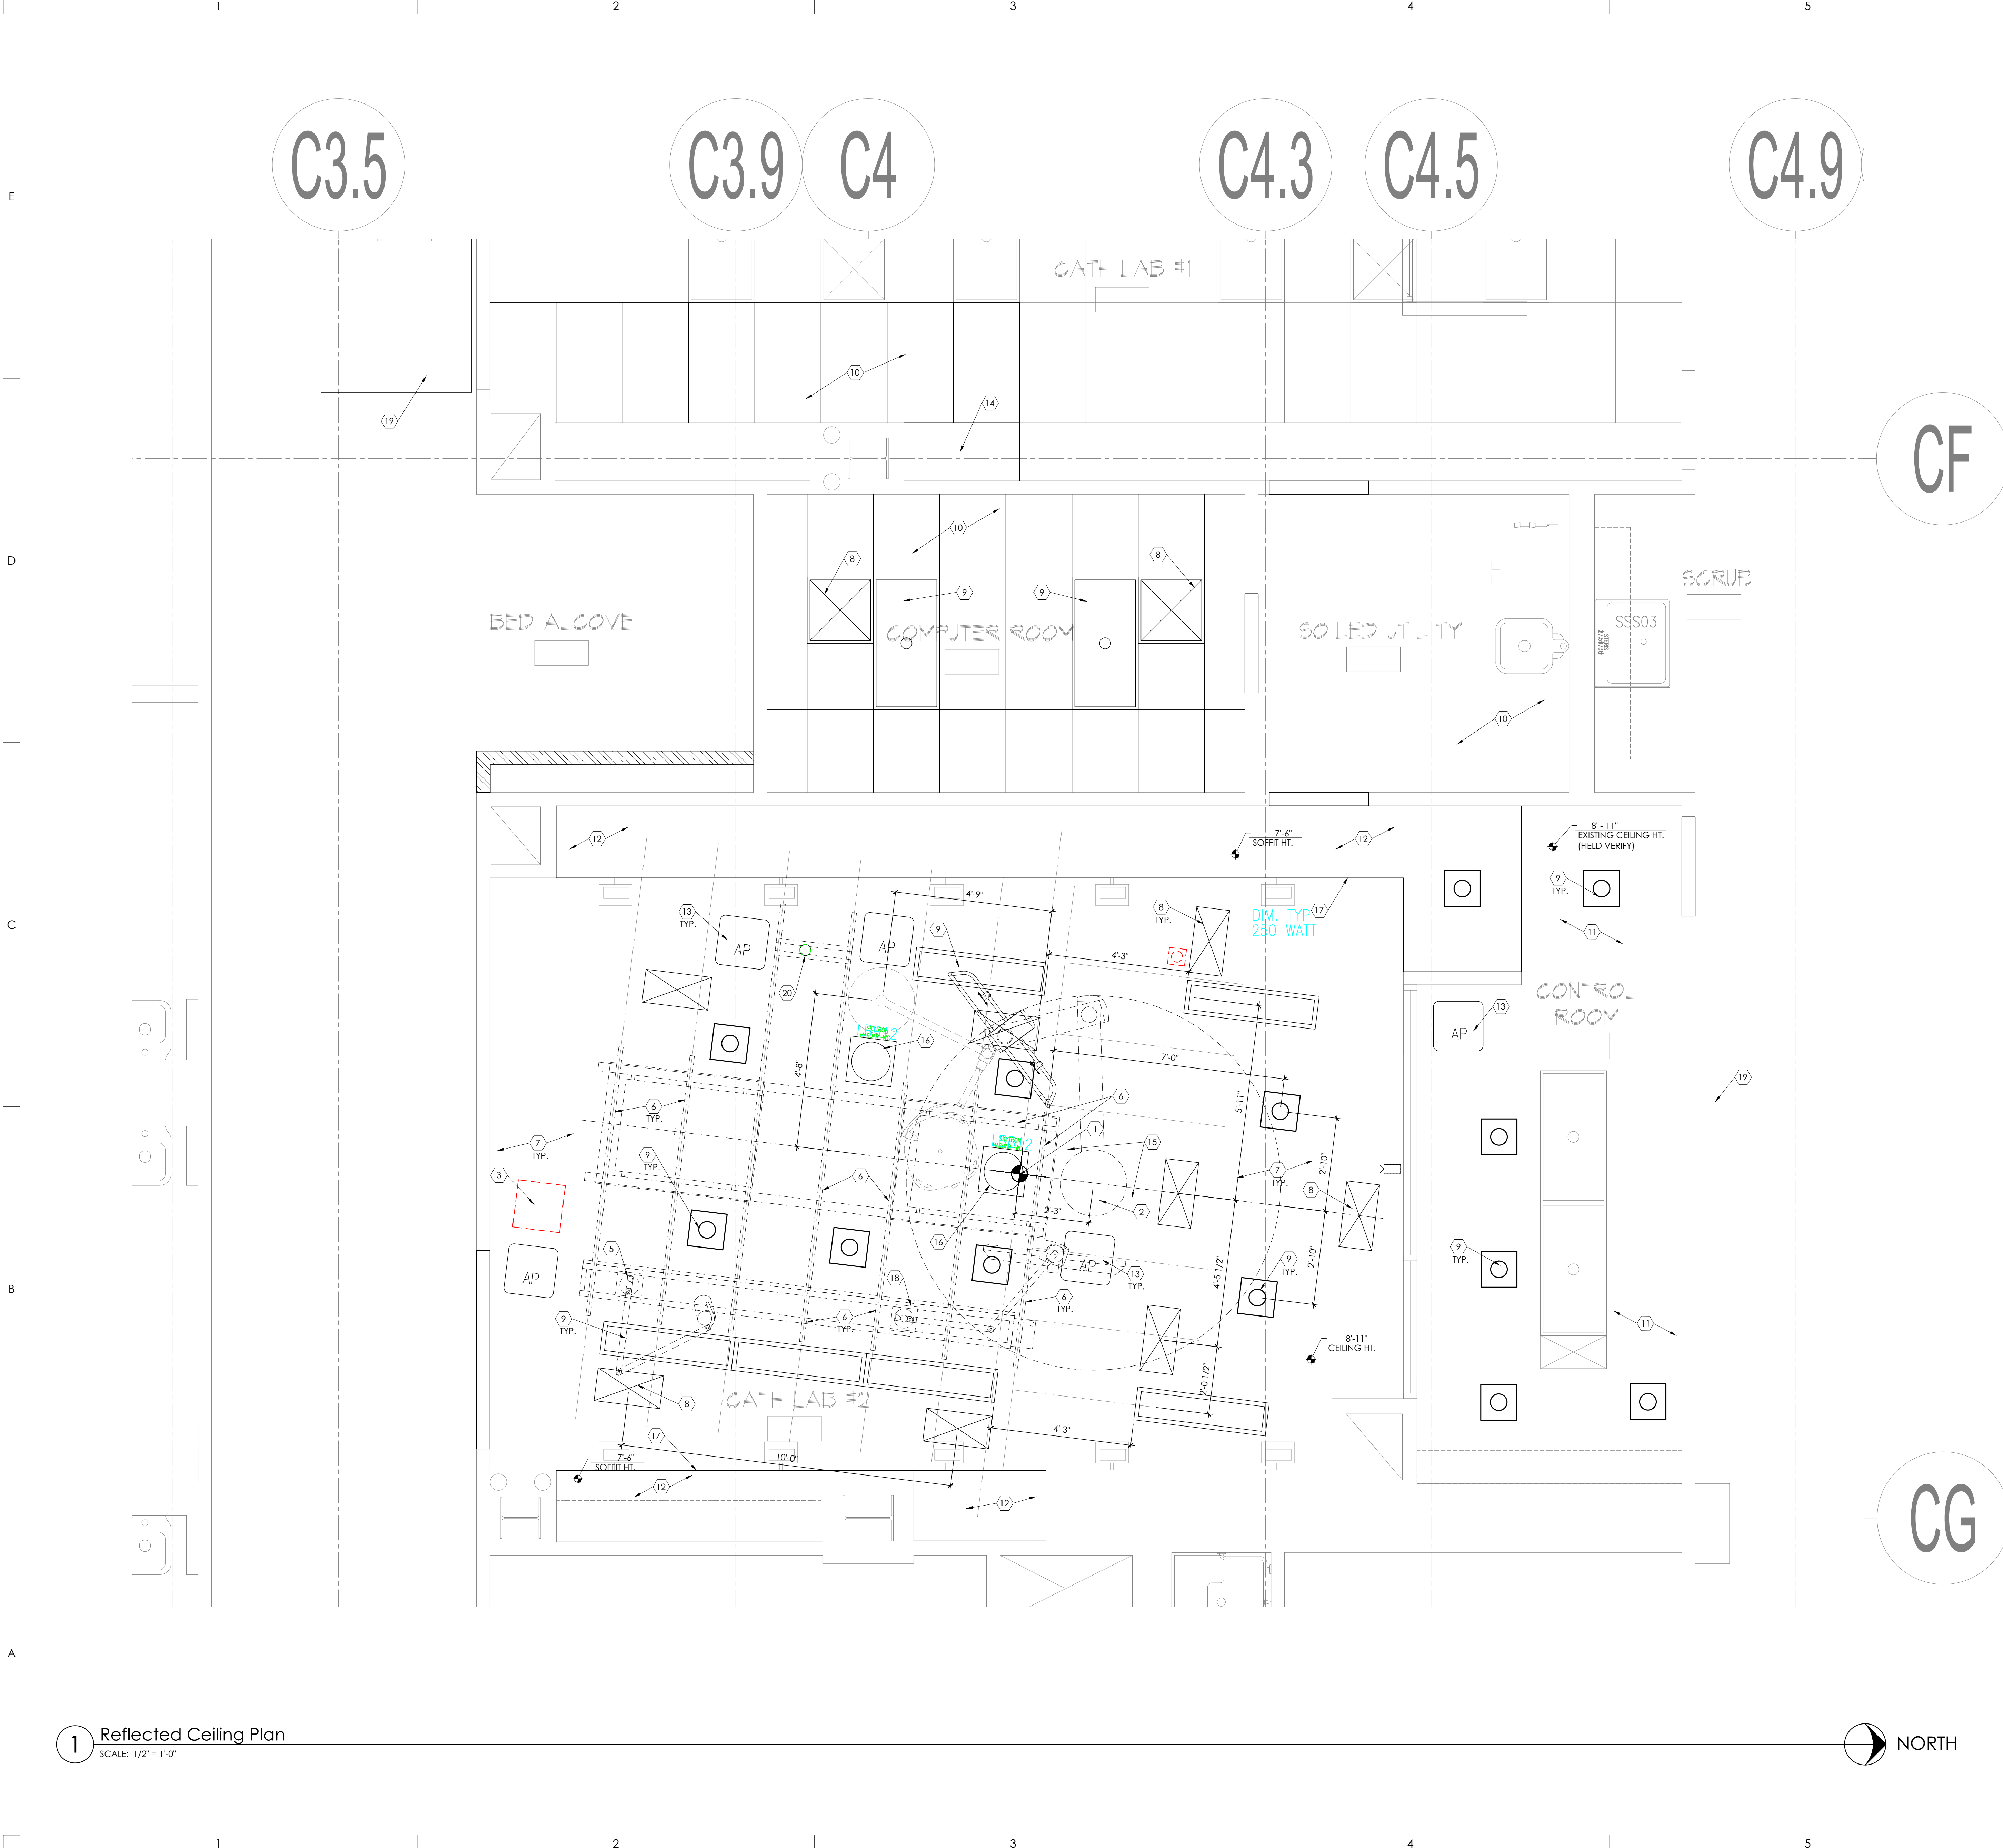 1 2 3 4 5
C3.5 C3.9 C4 C4.3 C4.5 C4.9
E
CATH LAB #1
10
19
14
CF
10
D
8 8
9 9
SCRUB
BED ALCOVE
COMPUTER ROOM
SOILED UTILITY
SSS03
10
12
7'-6"
SOFFIT HT.
12
8' - 11"
EXISTING CEILING HT.
(FIELD VERIFY)
9
TYP.
4'-9"
13
TYP.
8
TYP.
DIM. TYP
250 WATT
17
C
AP
AP
9
11
4'-3"
20
CONTROL
ROOM
13
AP
16
7'-0"
4'-8"
5'-11"
19
6
TYP.
6
1
7
TYP.
15
9
TYP.
2'-10"
7
TYP.
3
6
8
2
2'-3"
16
5
9
TYP.
2'-10"
4'-5 1/2"
9
TYP.
AP
AP
13
TYP.
18
B
6
TYP.
9
TYP.
6
TYP.
11
8'-11"
CEILING HT.
2'-0 1/2"
CATH LAB #2
8
4'-3"
17
10'-0"
7'-6"
SOFFIT HT.
12
12
CG
A
1 Reflected Ceiling Plan
SCALE: 1/2" = 1'-0"
NORTH
1 2 3 4 5